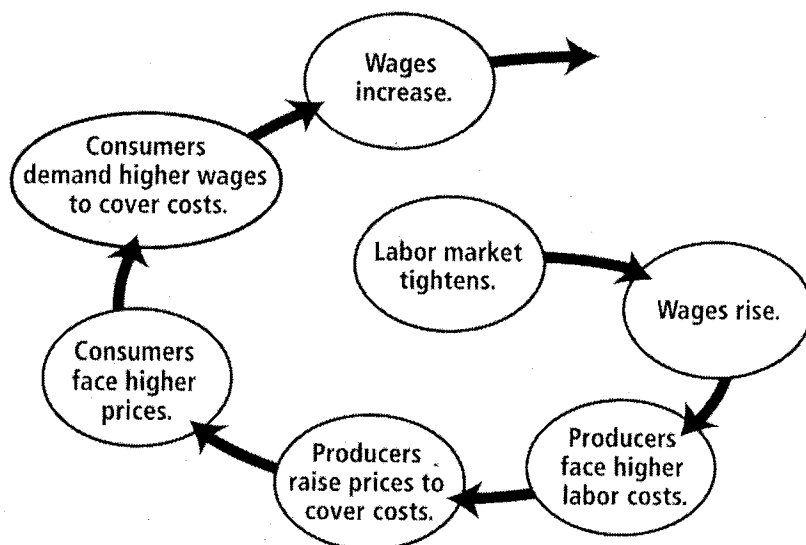 Wages
increase.
Consumers
demand higher wages
to cover costs.
Labor market
tightens.
Wages rise.
Consumers
face higher
prices.
Producers
raise prices to
cover costs.
Producers
face higher
labor costs.